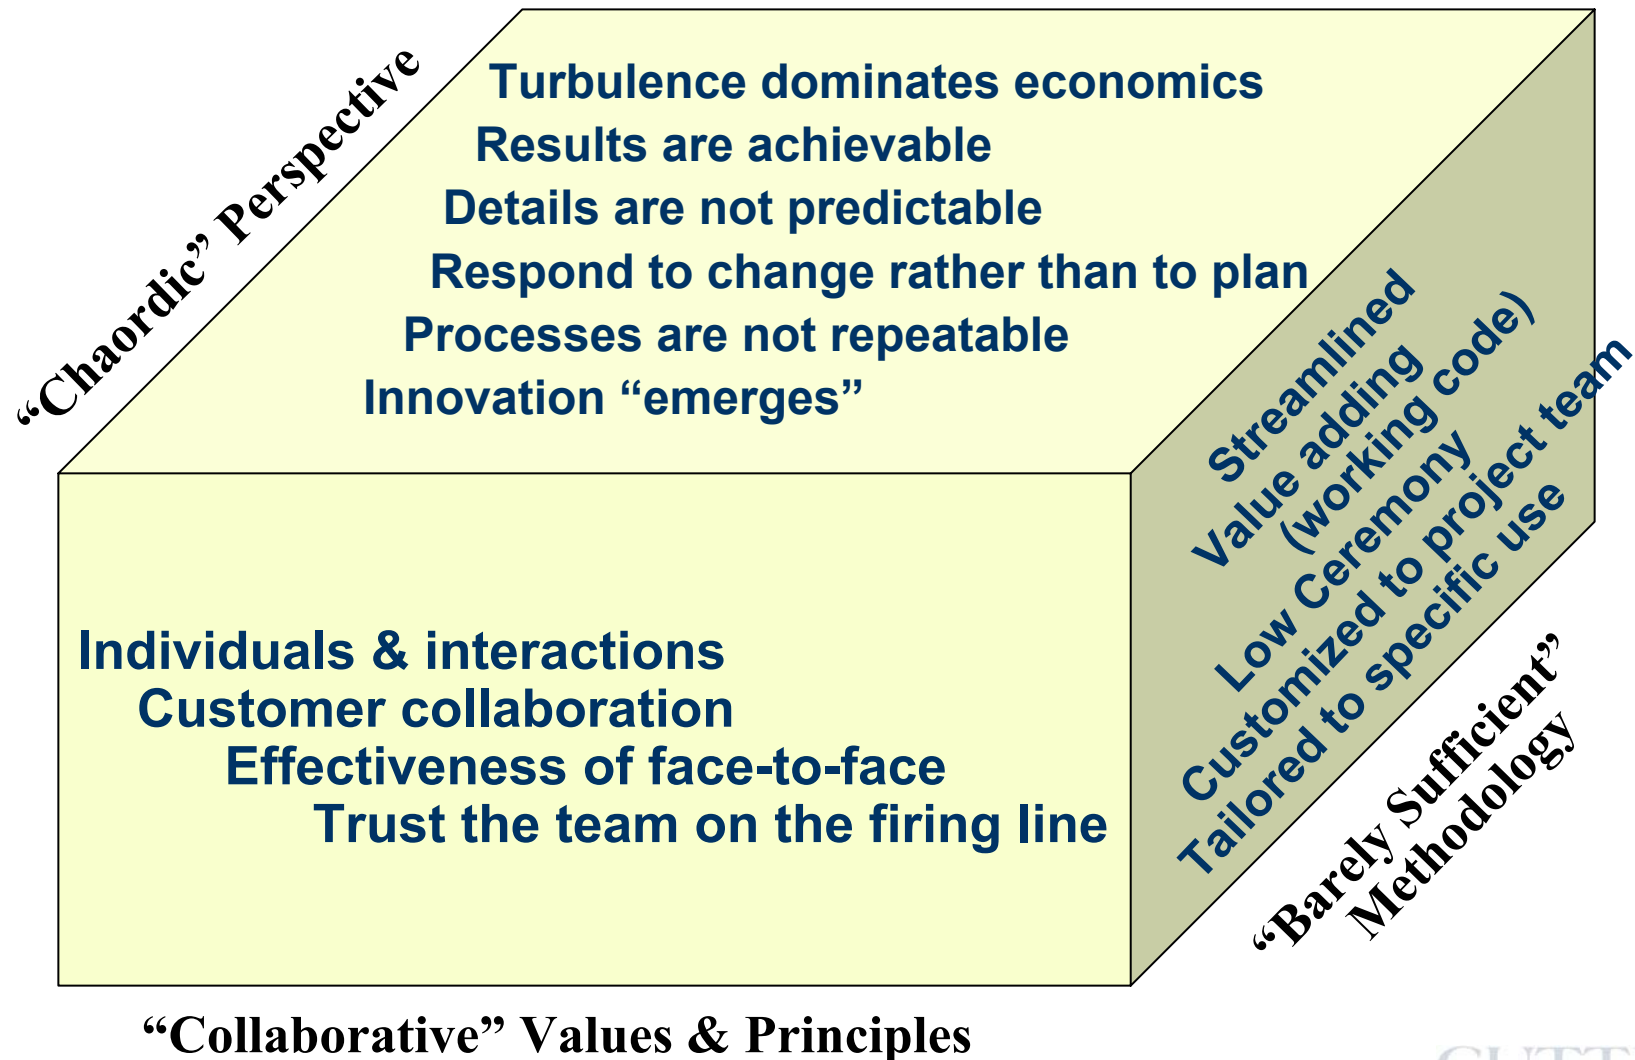 “Chaordic” Perspective
Turbulence dominates economics
Results are achievable
Details are not predictable
Respond to change rather than to plan
Processes are not repeatable
Innovation “emerges”
Streamlined
Value adding
(working code)
Low Ceremony
Customized to project team
Tailored to specific use
“Barely Sufficient”
Methodology
Individuals & interactions
Customer collaboration
Effectiveness of face-to-face
Trust the team on the firing line
“Collaborative” Values & Principles